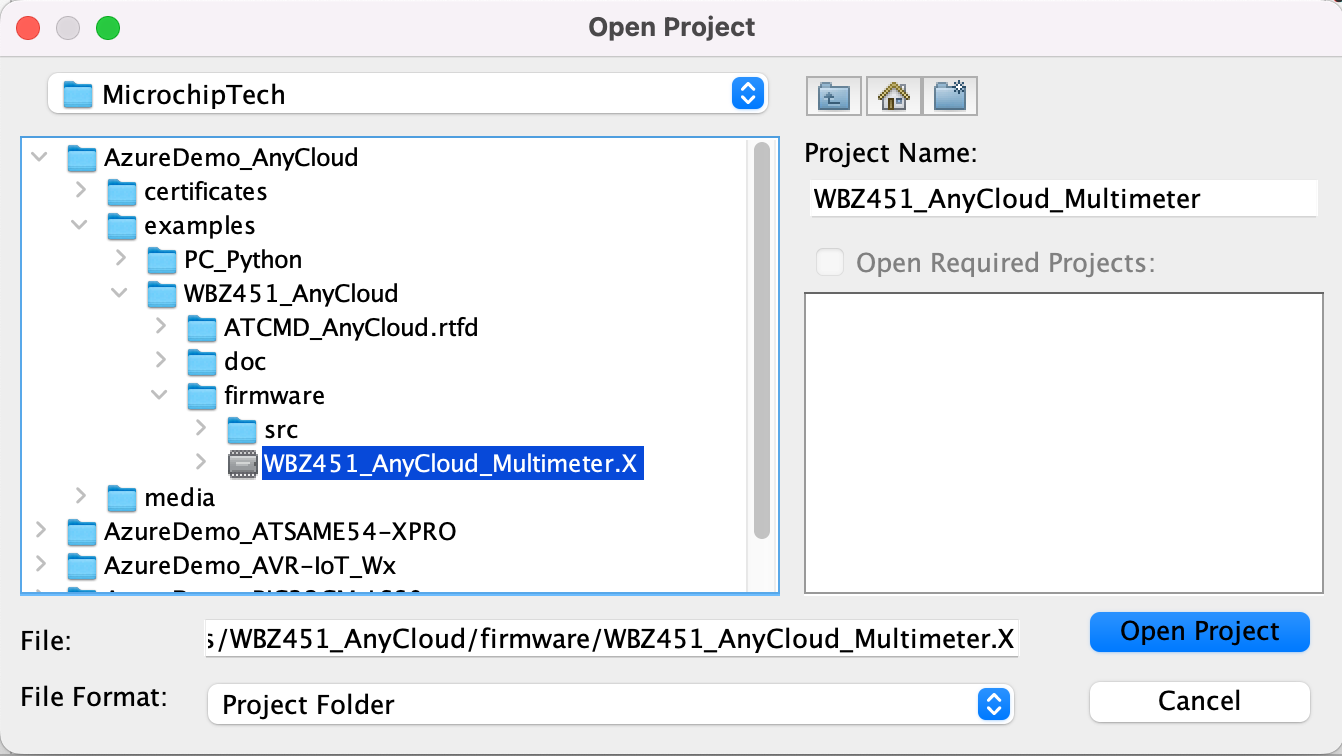 Open Project
MicrochipTech
AzureDemo_AnyCloud
certificates
examples
PC_Python
WBZ451_AnyCloud
ATCMD_AnyCloud.rtfd
doc
firmware
src
WBZ451_AnyCloud_Multimeter.X
media
AzureDemo_ATSAME54-XPRO
AzureDemo_AVR-IoT_Wx
Project Name:
WBZ451_AnyCloud_Multimeter
Open Required Projects:
File:
s/WBZ451_AnyCloud/firmware/WBZ451_AnyCloud_Multimeter.X
Open Project
File Format:
Project Folder
Cancel